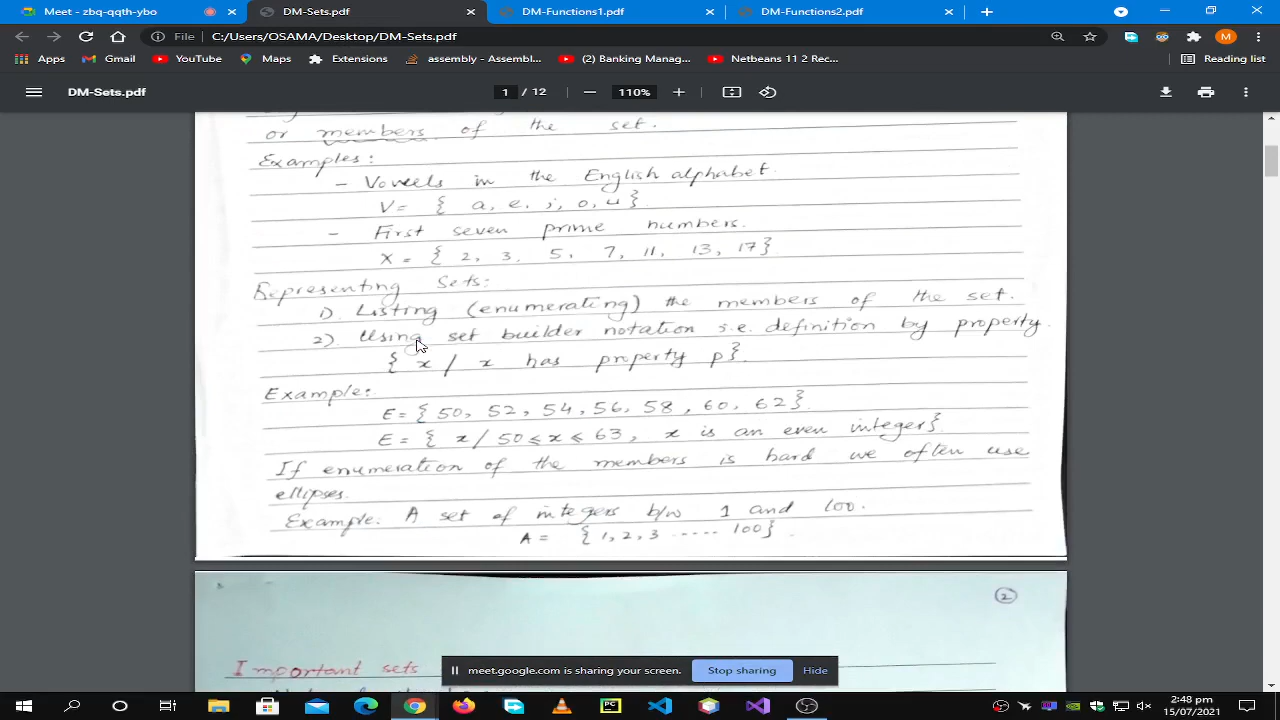 Meet - zbq-qqth-ybo
DM-Sets.pdf
DM-Functions1.pdf
DM-Functions2.pdf
File
C:/Users/OSAMA/Desktop/DM-Sets.pdf
Apps
Gmail
YouTube
Maps
Extensions
assembly - Assembl...
(2) Banking Manag...
Netbeans 11 2 Rec...
Reading list
DM-Sets.pdf
1 / 12
110%
or members of the set.
Examples:
- Vowels in the English alphabet.
V = { a, e, i, o, u }
- First seven prime numbers.
X = { 2, 3, 5, 7, 11, 13, 17 }
Representing Sets:
1). Listing (enumerating) the members of the set.
2). Using set builder notation i.e. definition by property
{ x / x has property p }.
Example:
E = { 50, 52, 54, 56, 58, 60, 62 }.
E = { x / 50 ≤ x ≤ 63, x is an even integer }.
If enumeration of the members is hard we often use
ellipses.
Example: A set of integers b/w 1 and 100.
A = { 1, 2, 3 ..... 100 }
2
Important sets
meet.google.com is sharing your screen.
Stop sharing
Hide
2:48 pm
15/07/2021